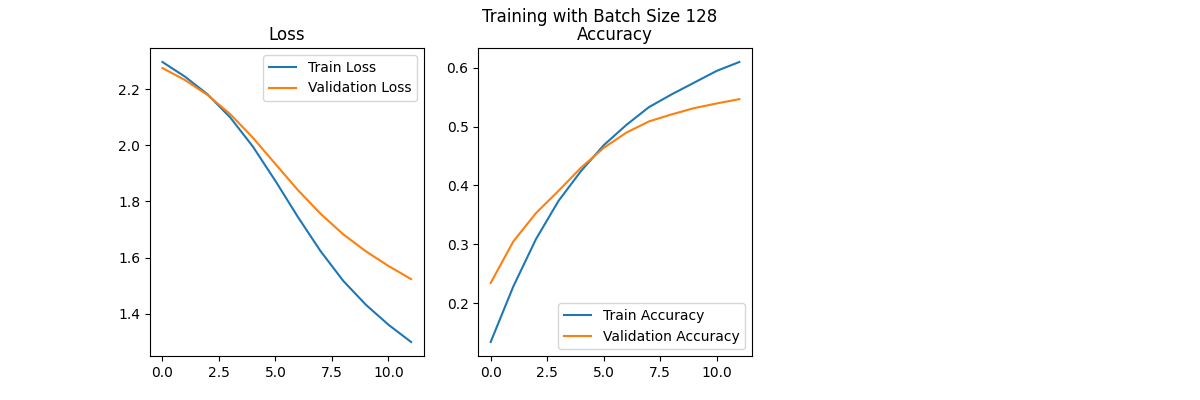 Training with Batch Size 128
Loss
Train Loss
Validation Loss
2.2
2.0
1.8
1.6
1.4
0.0 2.5 5.0 7.5 10.0
Accuracy
0.6
0.5
0.4
0.3
0.2
Train Accuracy
Validation Accuracy
0.0 2.5 5.0 7.5 10.0